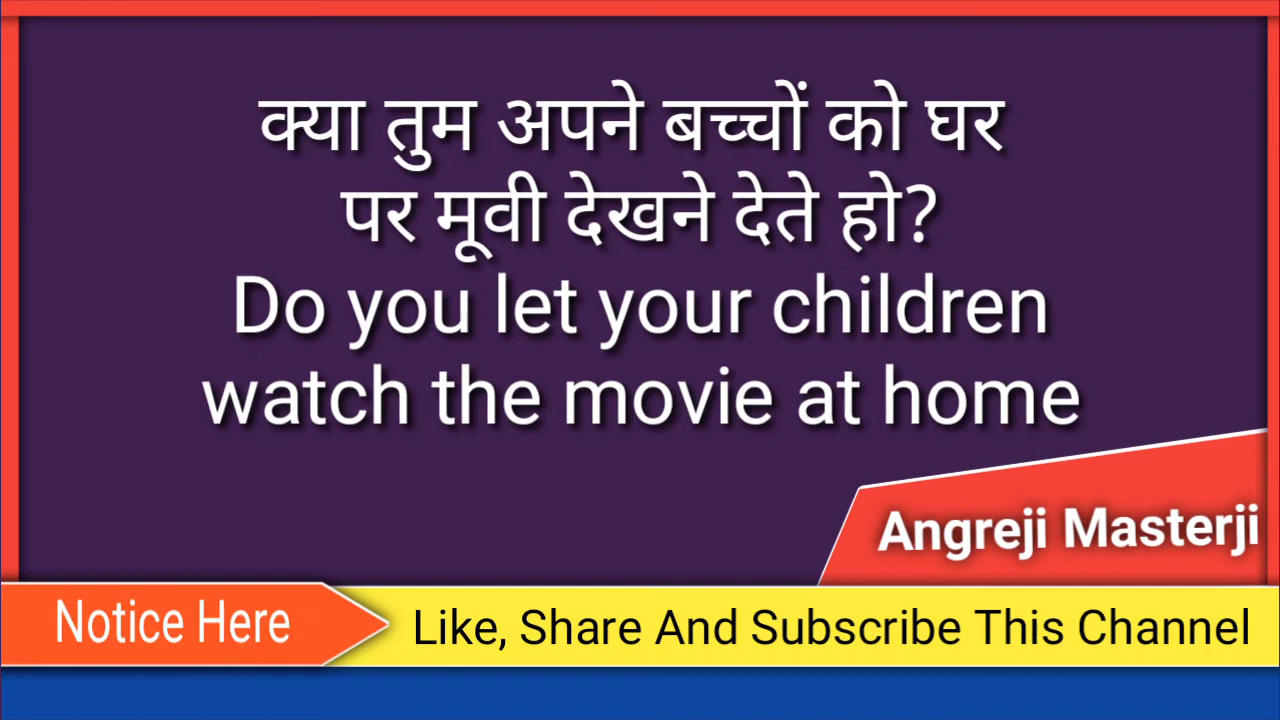 क्या तुम अपने बच्चों को घर
पर मूवी देखने देते हो?
Do you let your children
watch the movie at home
Angreji Masterji
Notice Here
Like, Share And Subscribe This Channel